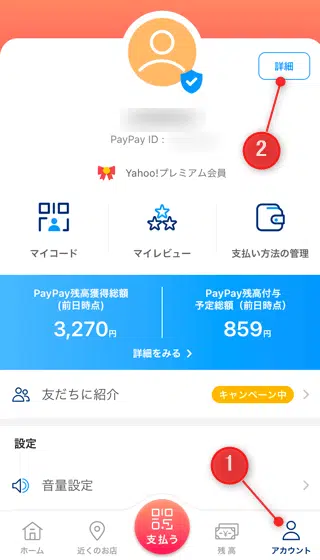 詳細
PayPay ID :
2
Yahoo!プレミアム会員
マイコード
マイレビュー
支払い方法の管理
PayPay残高獲得総額
(前日時点)
3,270円
PayPay残高付与
予定総額（前日時点）
859円
詳細をみる
友だちに紹介
キャンペーン中
設定
音量設定
1
ホーム
近くのお店
支払う
残高
アカウント